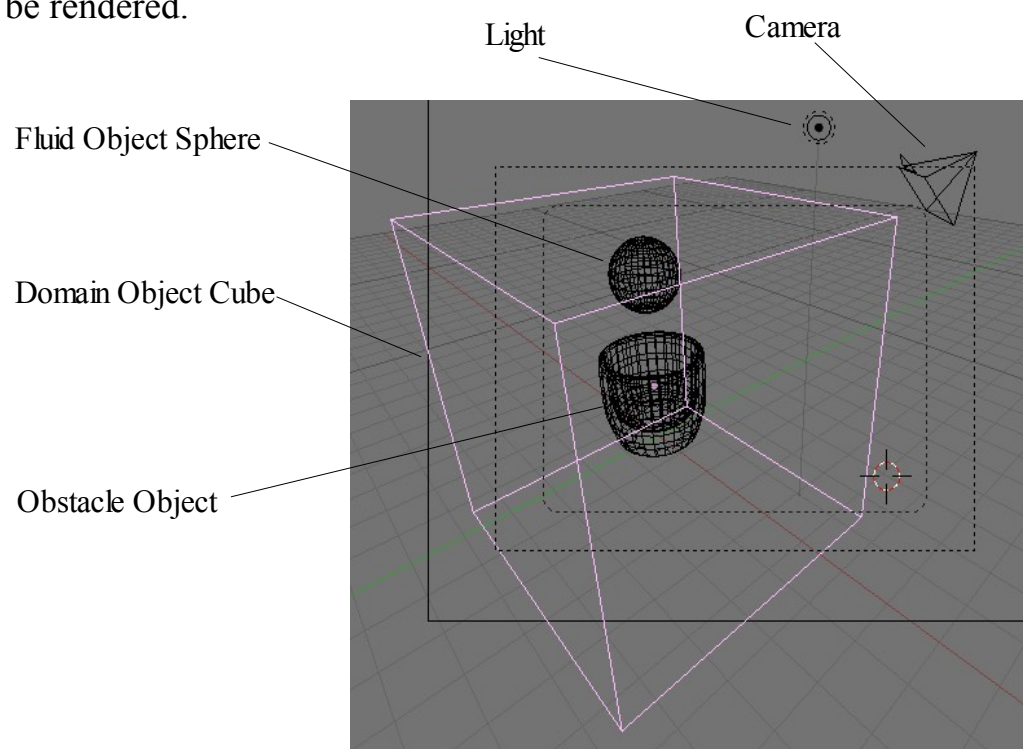 be rendered.
Light
Camera
Fluid Object Sphere
Domain Object Cube
Obstacle Object